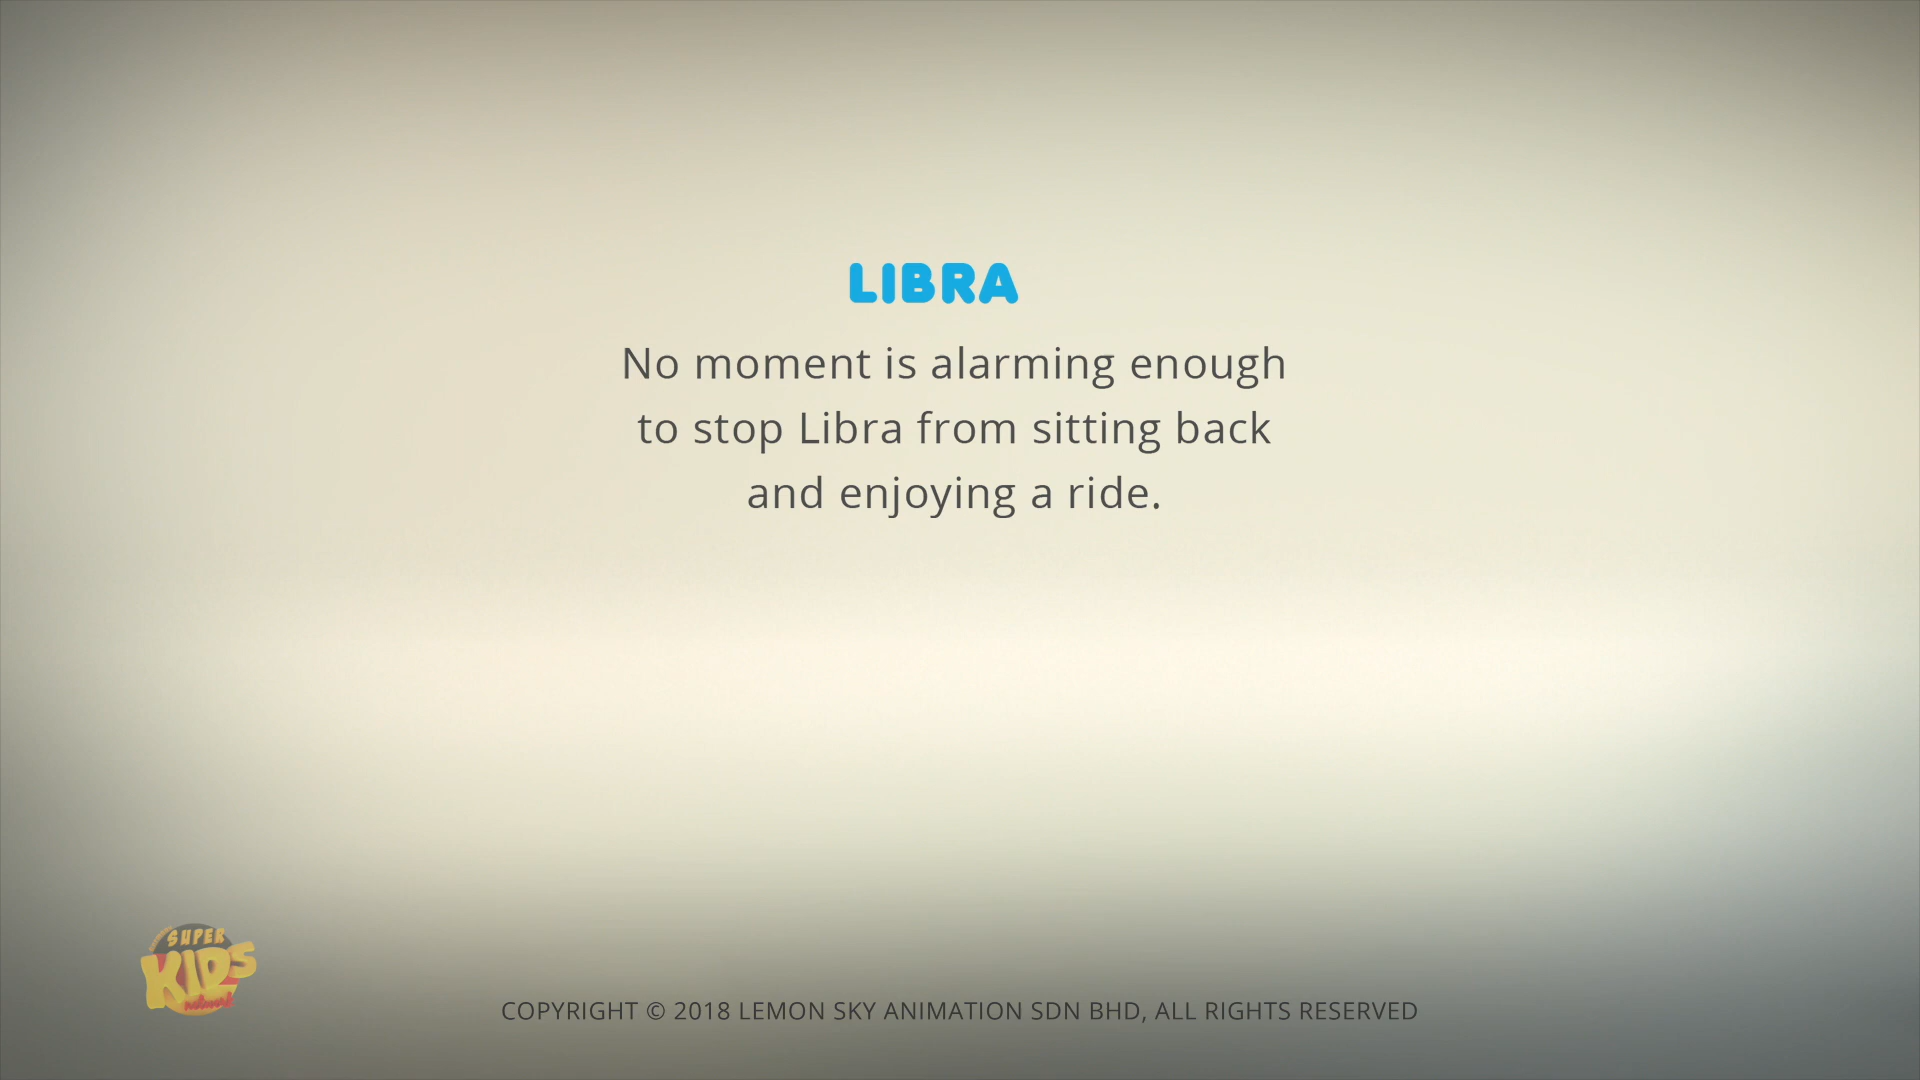 LIBRA
No moment is alarming enough
to stop Libra from sitting back
and enjoying a ride.
SUPER
KIDS
network
COPYRIGHT © 2018 LEMON SKY ANIMATION SDN BHD, ALL RIGHTS RESERVED